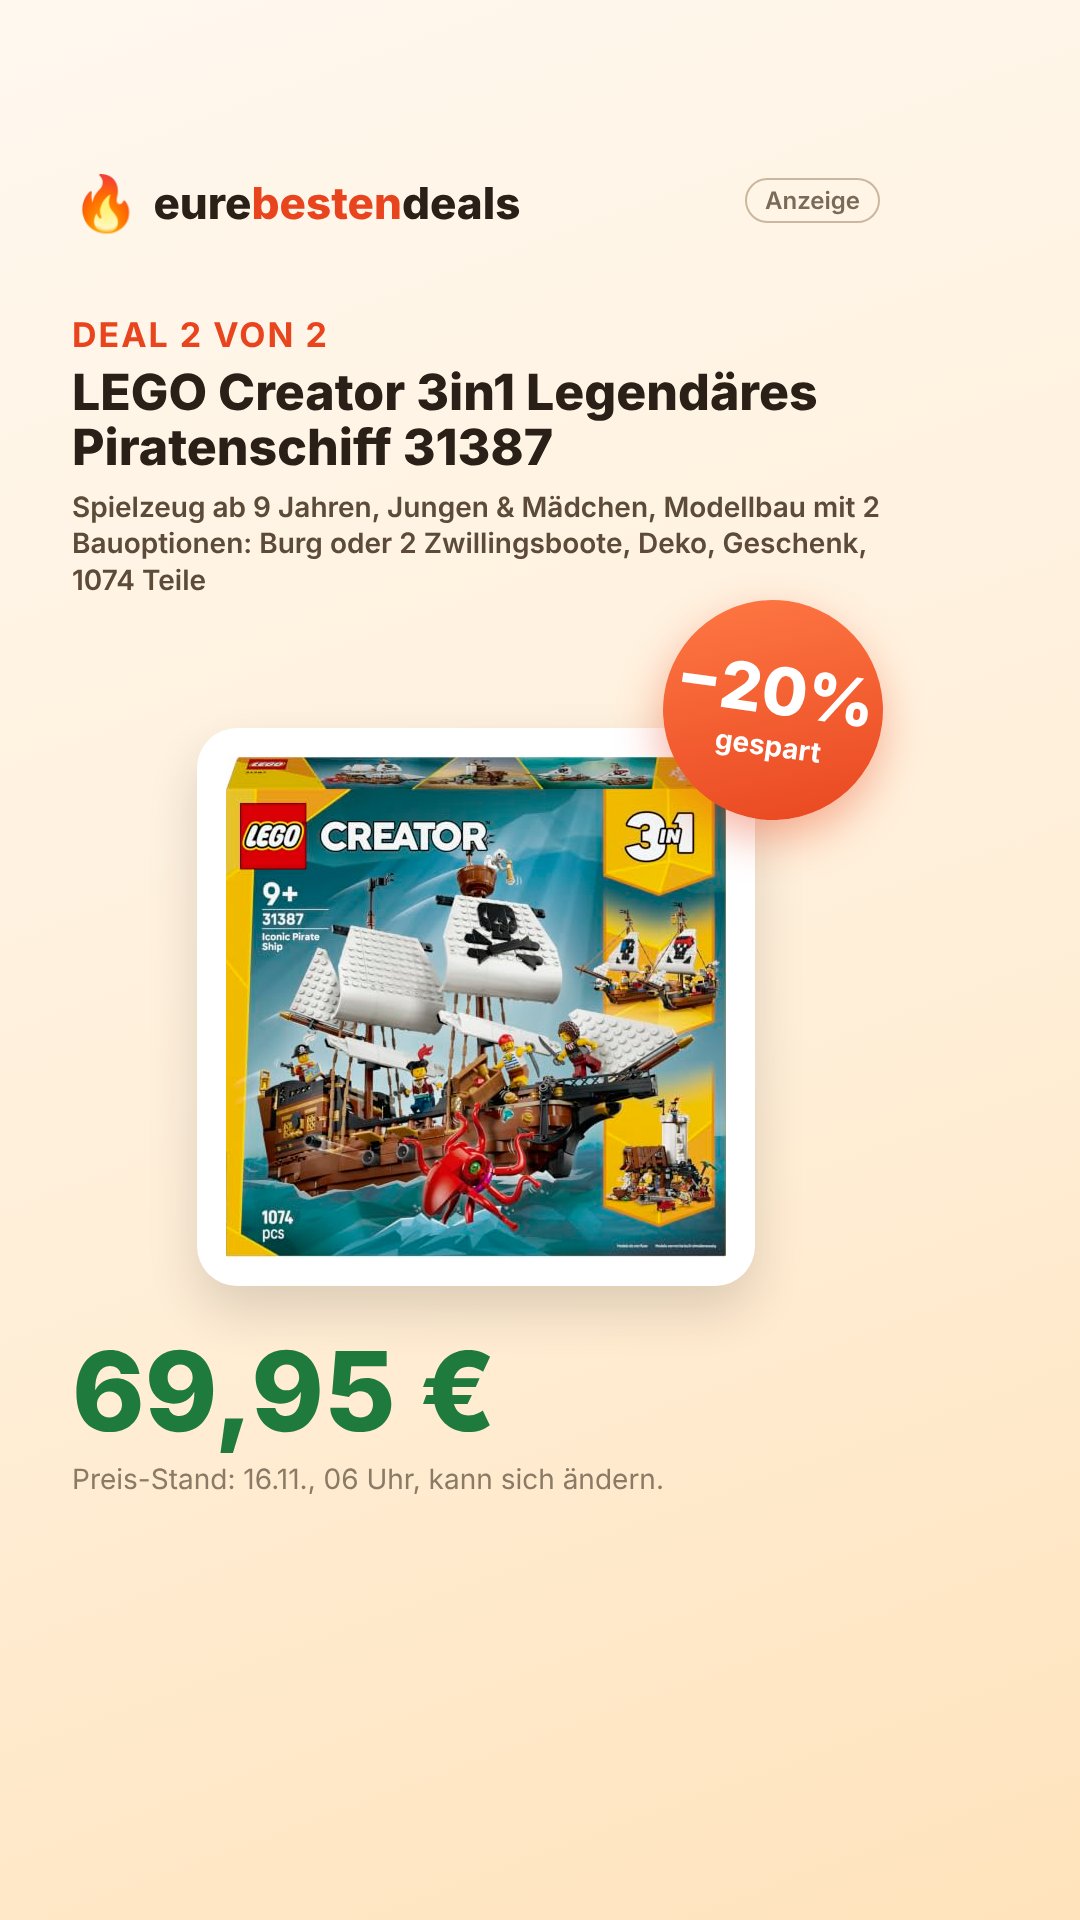 eurebestendeals
Anzeige
DEAL 2 VON 2
LEGO Creator 3in1 Legendäres
Piratenschiff 31387
Spielzeug ab 9 Jahren, Jungen & Mädchen, Modellbau mit 2
Bauoptionen: Burg oder 2 Zwillingsboote, Deko, Geschenk,
1074 Teile
−20%
gespart
LEGO
31387
LEGO
CREATOR
3IN1
9+
31387
Iconic Pirate
Ship
1074
pcs
69,95 €
Preis-Stand: 16.11., 06 Uhr, kann sich ändern.